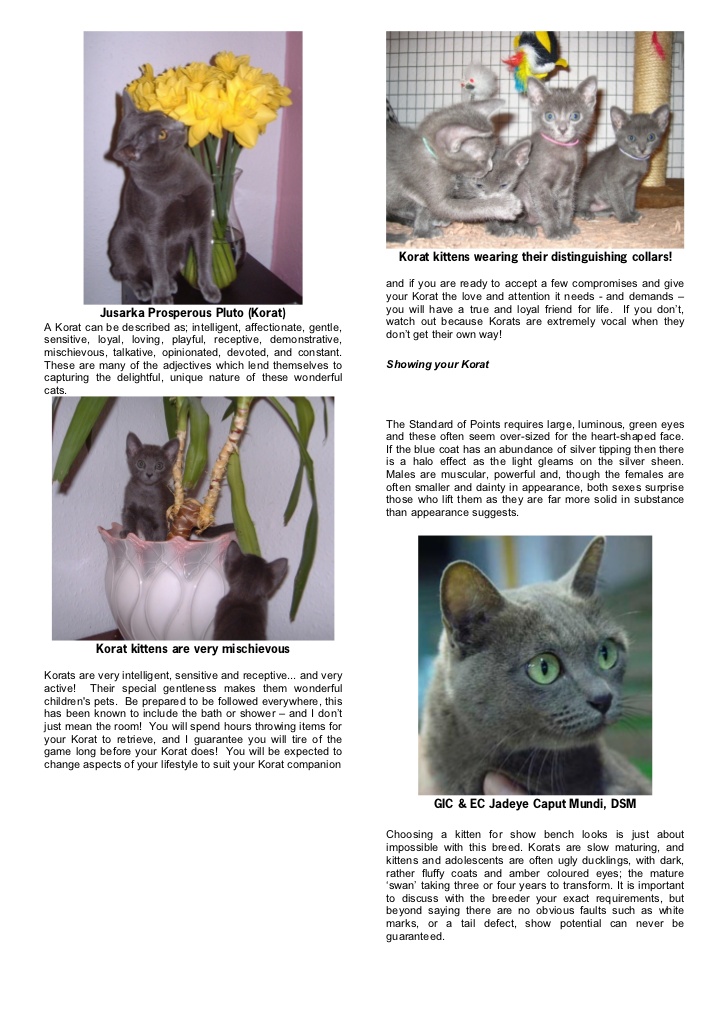 Jusarka Prosperous Pluto (Korat)
A Korat can be described as; intelligent, affectionate, gentle,
sensitive, loyal, loving, playful, receptive, demonstrative,
mischievous, talkative, opinionated, devoted, and constant.
These are many of the adjectives which lend themselves to
capturing the delightful, unique nature of these wonderful
cats.
Korat kittens are very mischievous
Korats are very intelligent, sensitive and receptive... and very
active!  Their special gentleness makes them wonderful
children's pets.  Be prepared to be followed everywhere, this
has been known to include the bath or shower – and I don't
just mean the room!  You will spend hours throwing items for
your Korat to retrieve, and I guarantee you will tire of the
game long before your Korat does!  You will be expected to
change aspects of your lifestyle to suit your Korat companion
Korat kittens wearing their distinguishing collars!
and if you are ready to accept a few compromises and give
your Korat the love and attention it needs - and demands –
you will have a true and loyal friend for life.  If you don't,
watch out because Korats are extremely vocal when they
don't get their own way!
Showing your Korat
The Standard of Points requires large, luminous, green eyes
and these often seem over-sized for the heart-shaped face.
If the blue coat has an abundance of silver tipping then there
is a halo effect as the light gleams on the silver sheen.
Males are muscular, powerful and, though the females are
often smaller and dainty in appearance, both sexes surprise
those who lift them as they are far more solid in substance
than appearance suggests.
GIC & EC Jadeye Caput Mundi, DSM
Choosing a kitten for show bench looks is just about
impossible with this breed. Korats are slow maturing, and
kittens and adolescents are often ugly ducklings, with dark,
rather fluffy coats and amber coloured eyes; the mature
'swan' taking three or four years to transform. It is important
to discuss with the breeder your exact requirements, but
beyond saying there are no obvious faults such as white
marks, or a tail defect, show potential can never be
guaranteed.